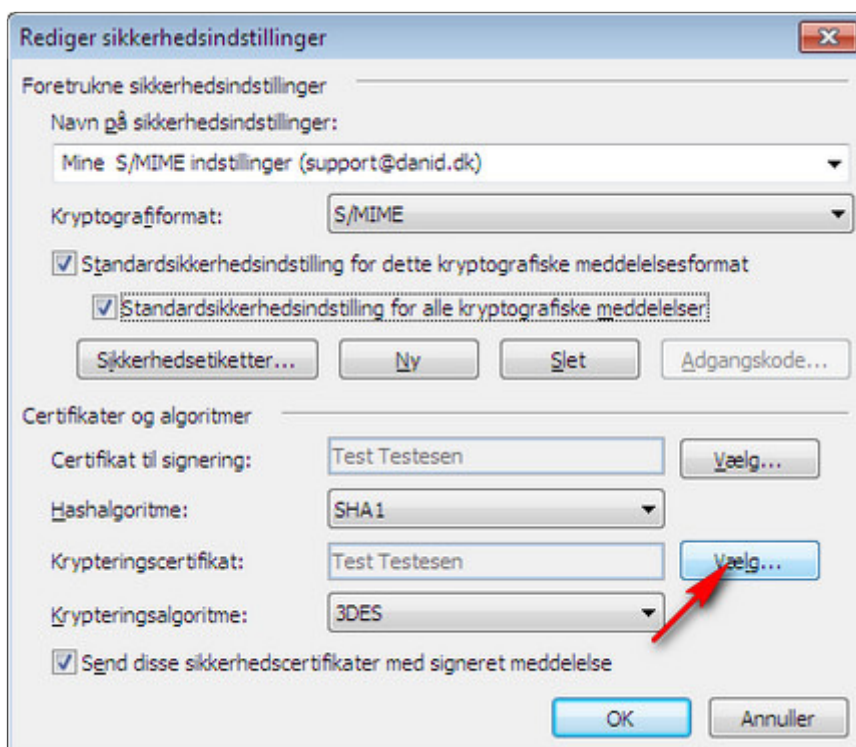 Rediger sikkerhedsindstillinger
Foretrukne sikkerhedsindstillinger
Navn på sikkerhedsindstillinger:
Mine S/MIME indstillinger (support@danid.dk)
Kryptografiformat: S/MIME
Standardsikkerhedsindstilling for dette kryptografiske meddelelsesformat
Standardsikkerhedsindstilling for alle kryptografiske meddelelser
Sikkerhedsetiketter... Ny Slet Adgangskode...
Certifikater og algoritmer
Certifikat til signering: Test Testesen Vælg...
Hashalgoritme: SHA1
Krypteringscertifikat: Test Testesen Vælg...
Krypteringsalgoritme: 3DES
Send disse sikkerhedscertifikater med signeret meddelelse
OK Annuller